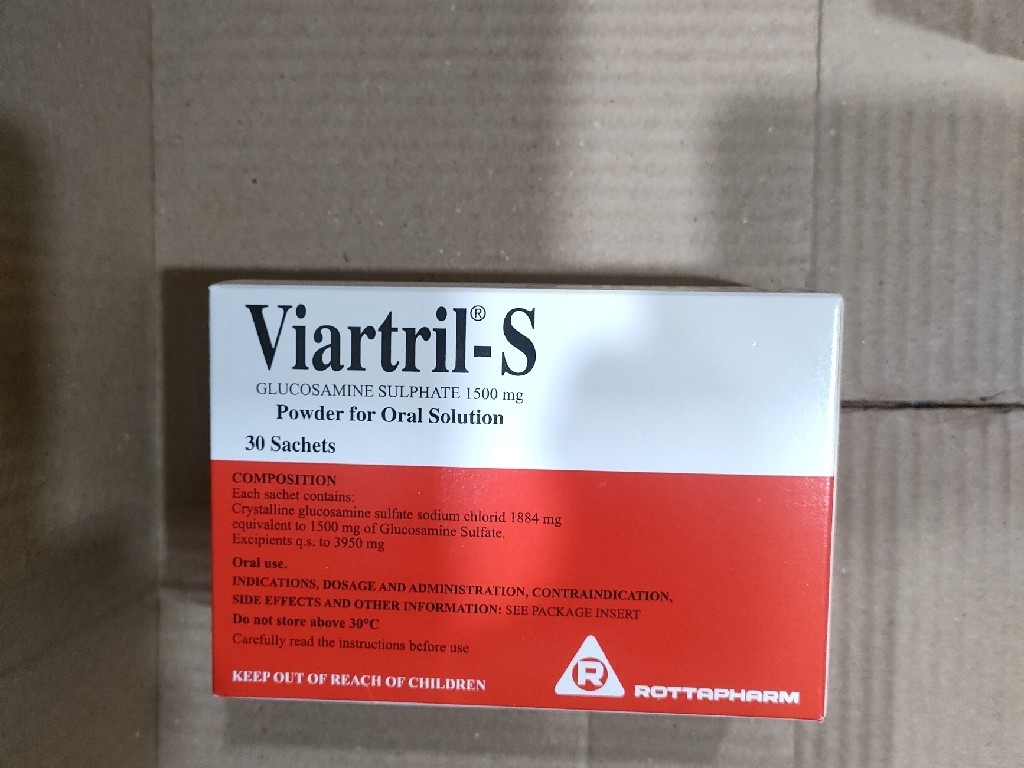 Viartril®-S
GLUCOSAMINE SULPHATE 1500 mg
Powder for Oral Solution
30 Sachets
COMPOSITION
Each sachet contains:
Crystalline glucosamine sulfate sodium chlorid 1884 mg
equivalent to 1500 mg of Glucosamine Sulfate.
Excipients q.s. to 3950 mg
Oral use.
INDICATIONS, DOSAGE AND ADMINISTRATION, CONTRAINDICATION,
SIDE EFFECTS AND OTHER INFORMATION: SEE PACKAGE INSERT
Do not store above 30°C
Carefully read the instructions before use
KEEP OUT OF REACH OF CHILDREN
R ROTTAPHARM